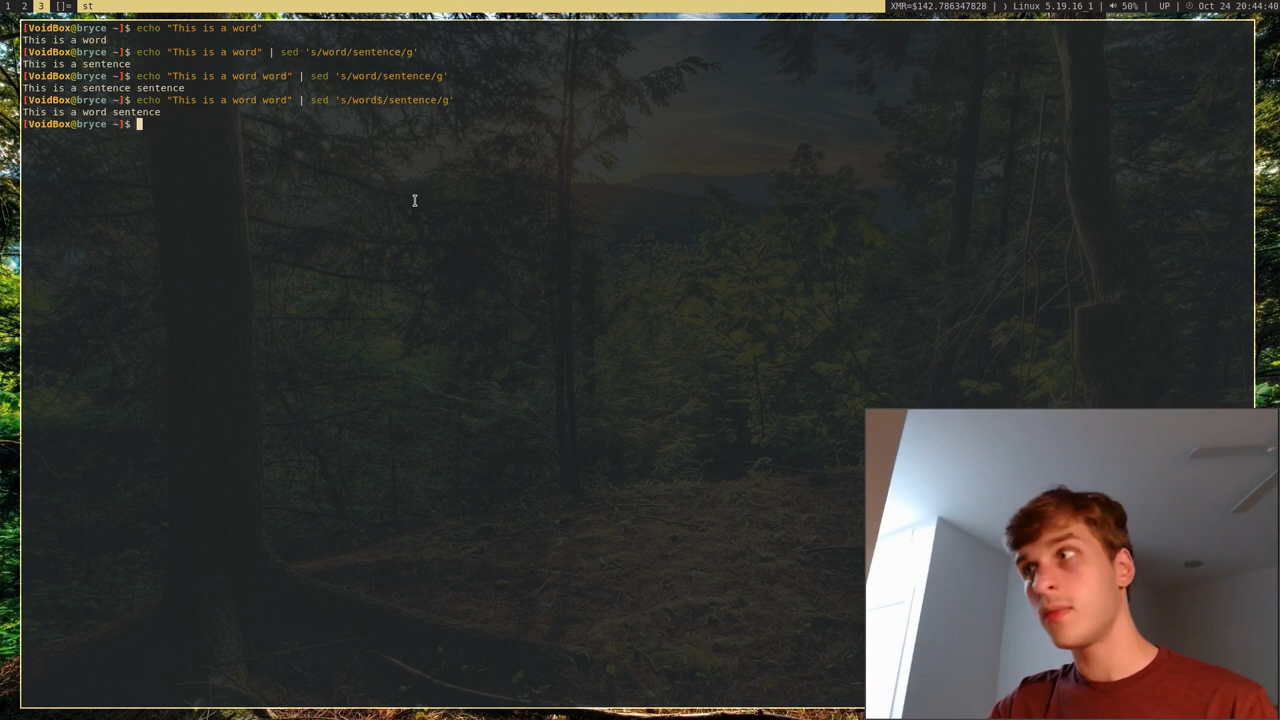 1 2 3 []= st XMR=$142.786347828 | Linux 5.19.16_1 | 50% | UP | Oct 24 20:44:40
[VoidBox@bryce ~]$ echo "This is a word"
This is a word
[VoidBox@bryce ~]$ echo "This is a word" | sed 's/word/sentence/g'
This is a sentence
[VoidBox@bryce ~]$ echo "This is a word word" | sed 's/word/sentence/g'
This is a sentence sentence
[VoidBox@bryce ~]$ echo "This is a word word" | sed 's/word$/sentence/g'
This is a word sentence
[VoidBox@bryce ~]$